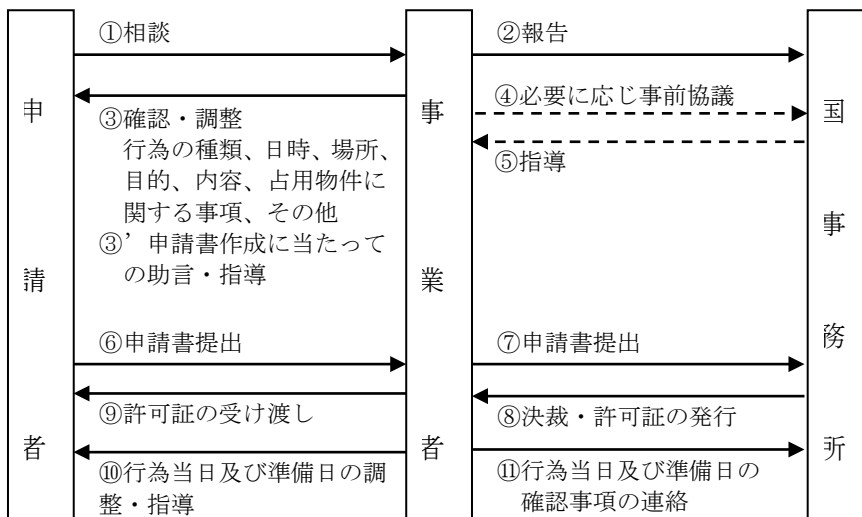 申請者
事業者
国事務所
①相談
②報告
③確認・調整
行為の種類、日時、場所、
目的、内容、占用物件に
関する事項、その他
③’申請書作成に当たって
の助言・指導
④必要に応じ事前協議
⑤指導
⑥申請書提出
⑦申請書提出
⑨許可証の受け渡し
⑧決裁・許可証の発行
⑩行為当日及び準備日の調
整・指導
⑪行為当日及び準備日の
確認事項の連絡